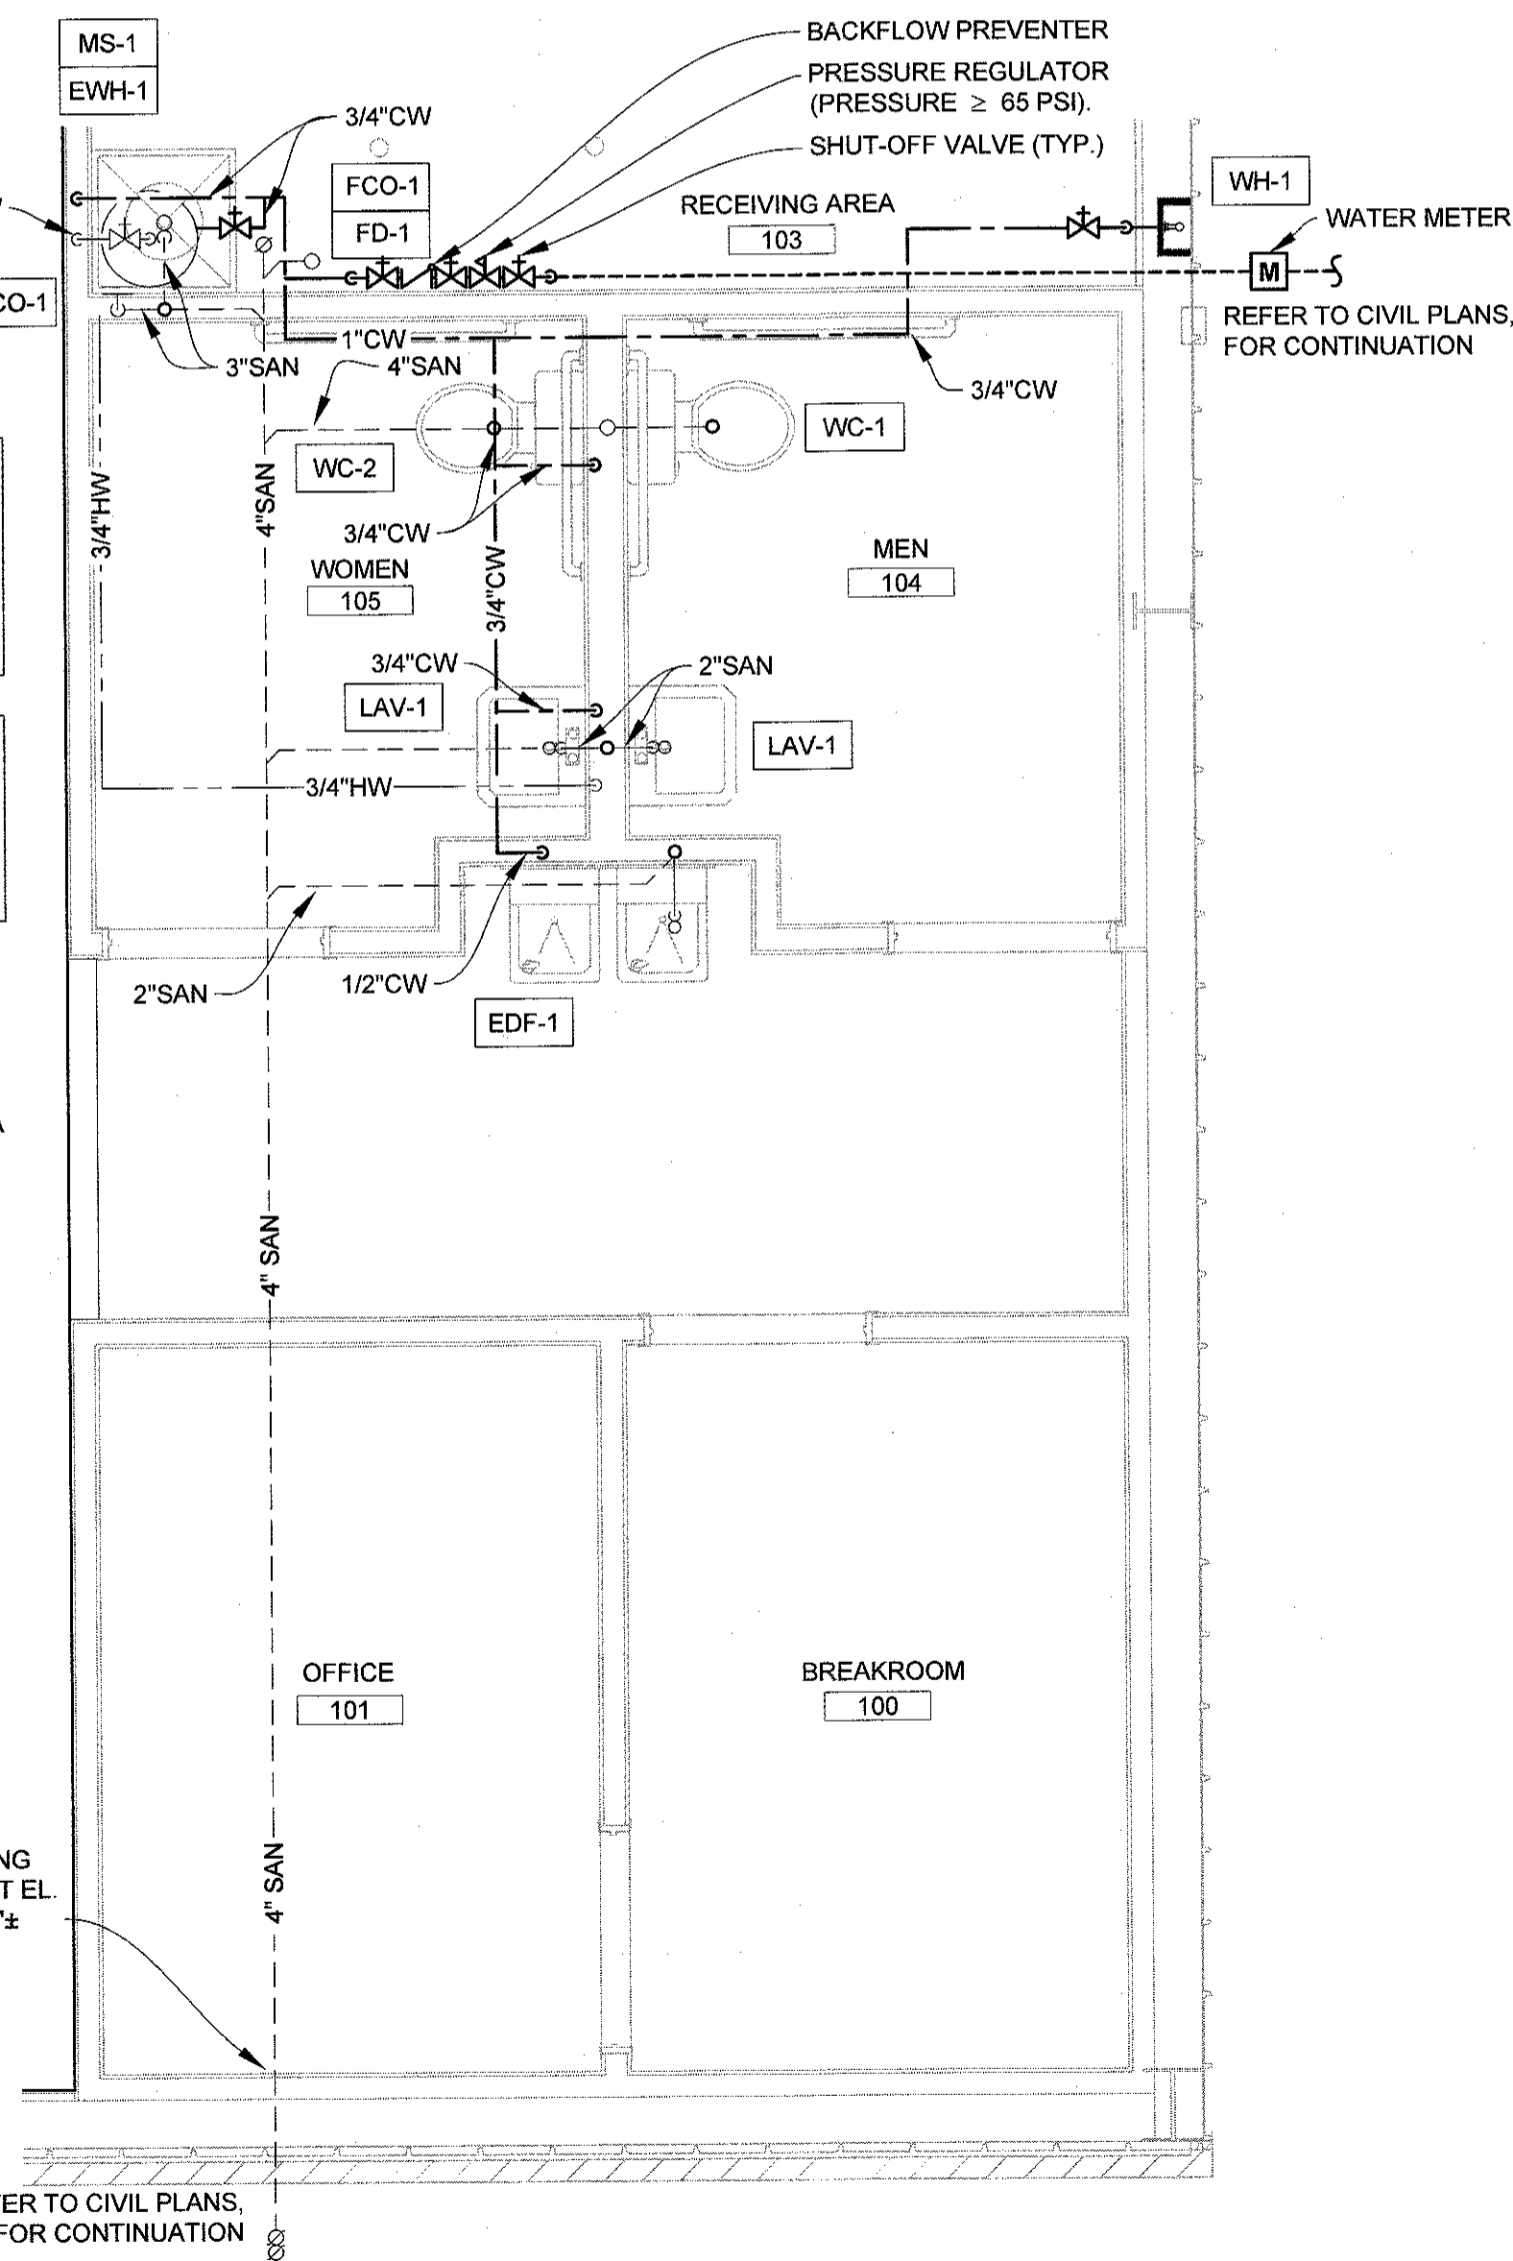 MS-1
EWH-1
3/4"CW
FCO-1
FD-1
BACKFLOW PREVENTER
PRESSURE REGULATOR
(PRESSURE ≥ 65 PSI).
SHUT-OFF VALVE (TYP.)
RECEIVING AREA
103
WH-1
WATER METER
M
REFER TO CIVIL PLANS,
FOR CONTINUATION
CO-1
3"SAN
1"CW
4"SAN
3/4"CW
WC-2
WC-1
3/4"HW
4"SAN
3/4"CW
3/4"CW
WOMEN
105
MEN
104
3/4"CW
2"SAN
LAV-1
LAV-1
3/4"HW
2"SAN
1/2"CW
EDF-1
4" SAN
OFFICE
101
BREAKROOM
100
4" SAN
NG
T EL.
"±
ER TO CIVIL PLANS,
FOR CONTINUATION